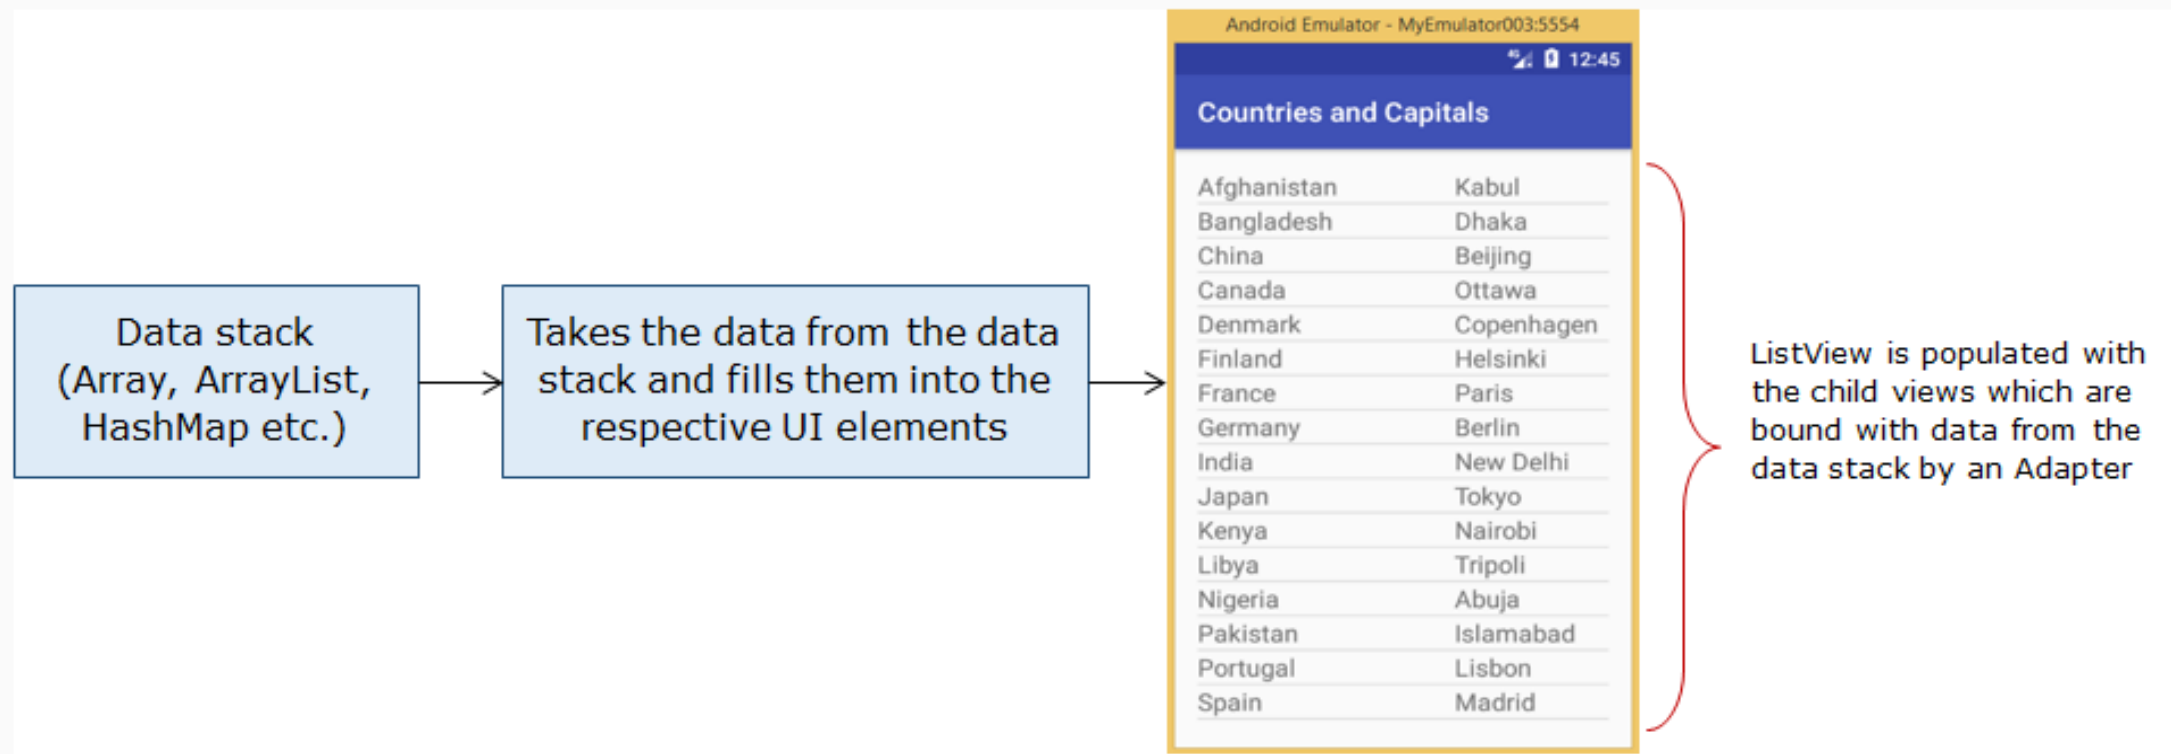 Data stack
(Array, ArrayList,
HashMap etc.)
Takes the data from the data
stack and fills them into the
respective UI elements
Android Emulator - MyEmulator003:5554
4G 12:45
Countries and Capitals
Afghanistan Kabul
Bangladesh Dhaka
China Beijing
Canada Ottawa
Denmark Copenhagen
Finland Helsinki
France Paris
Germany Berlin
India New Delhi
Japan Tokyo
Kenya Nairobi
Libya Tripoli
Nigeria Abuja
Pakistan Islamabad
Portugal Lisbon
Spain Madrid
ListView is populated with
the child views which are
bound with data from the
data stack by an Adapter